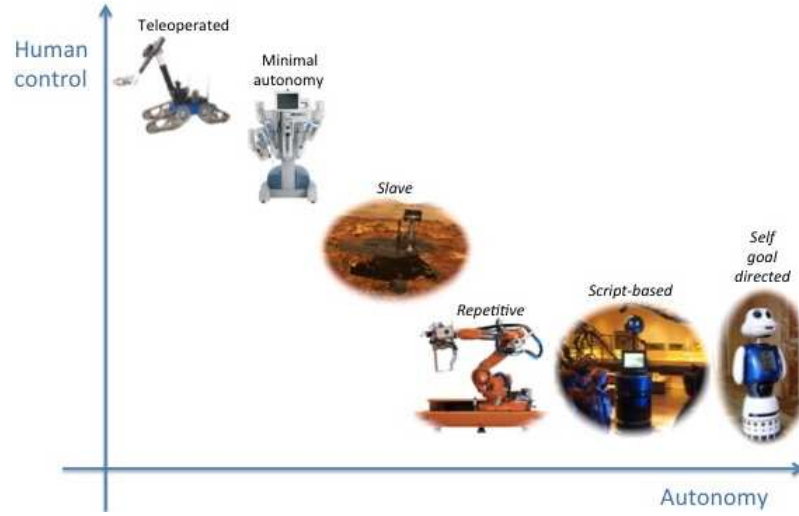 Teleoperated
Human
control
Minimal
autonomy
Slave
Self
goal
directed
Script-based
Repetitive
Autonomy